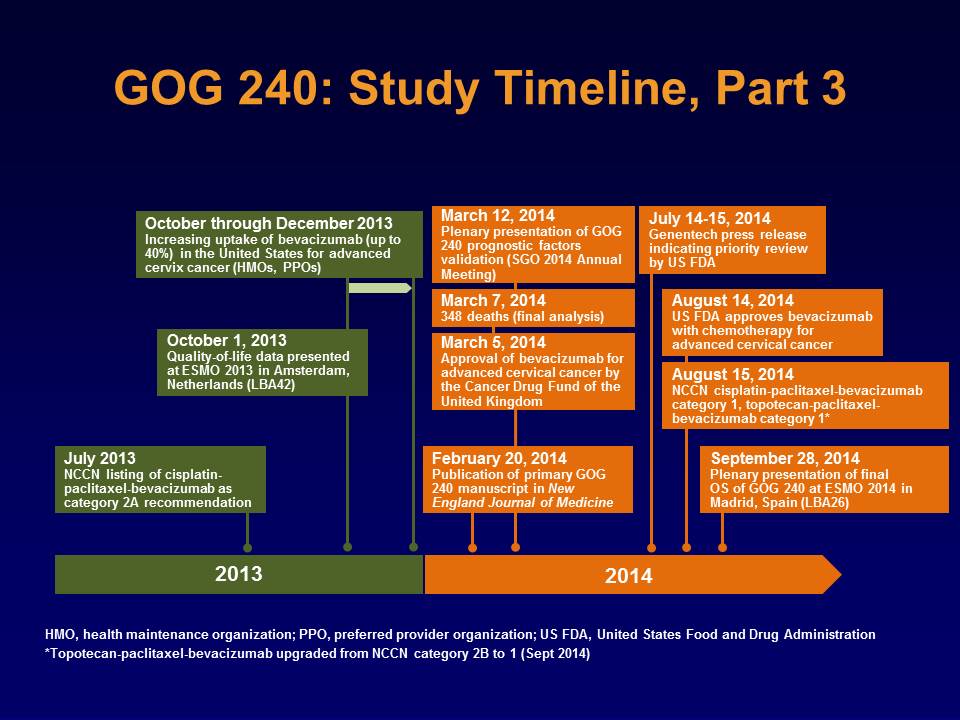 GOG 240: Study Timeline, Part 3
October through December 2013
Increasing uptake of bevacizumab (up to
40%) in the United States for advanced
cervix cancer (HMOs, PPOs)
October 1, 2013
Quality-of-life data presented
at ESMO 2013 in Amsterdam,
Netherlands (LBA42)
July 2013
NCCN listing of cisplatin-
paclitaxel-bevacizumab as
category 2A recommendation
March 12, 2014
Plenary presentation of GOG
240 prognostic factors
validation (SGO 2014 Annual
Meeting)
March 7, 2014
348 deaths (final analysis)
March 5, 2014
Approval of bevacizumab for
advanced cervical cancer by
the Cancer Drug Fund of the
United Kingdom
February 20, 2014
Publication of primary GOG
240 manuscript in New
England Journal of Medicine
July 14-15, 2014
Genentech press release
indicating priority review
by US FDA
August 14, 2014
US FDA approves bevacizumab
with chemotherapy for
advanced cervical cancer
August 15, 2014
NCCN cisplatin-paclitaxel-bevacizumab
category 1, topotecan-paclitaxel-
bevacizumab category 1*
September 28, 2014
Plenary presentation of final
OS of GOG 240 at ESMO 2014 in
Madrid, Spain (LBA26)
2013
2014
HMO, health maintenance organization; PPO, preferred provider organization; US FDA, United States Food and Drug Administration
*Topotecan-paclitaxel-bevacizumab upgraded from NCCN category 2B to 1 (Sept 2014)